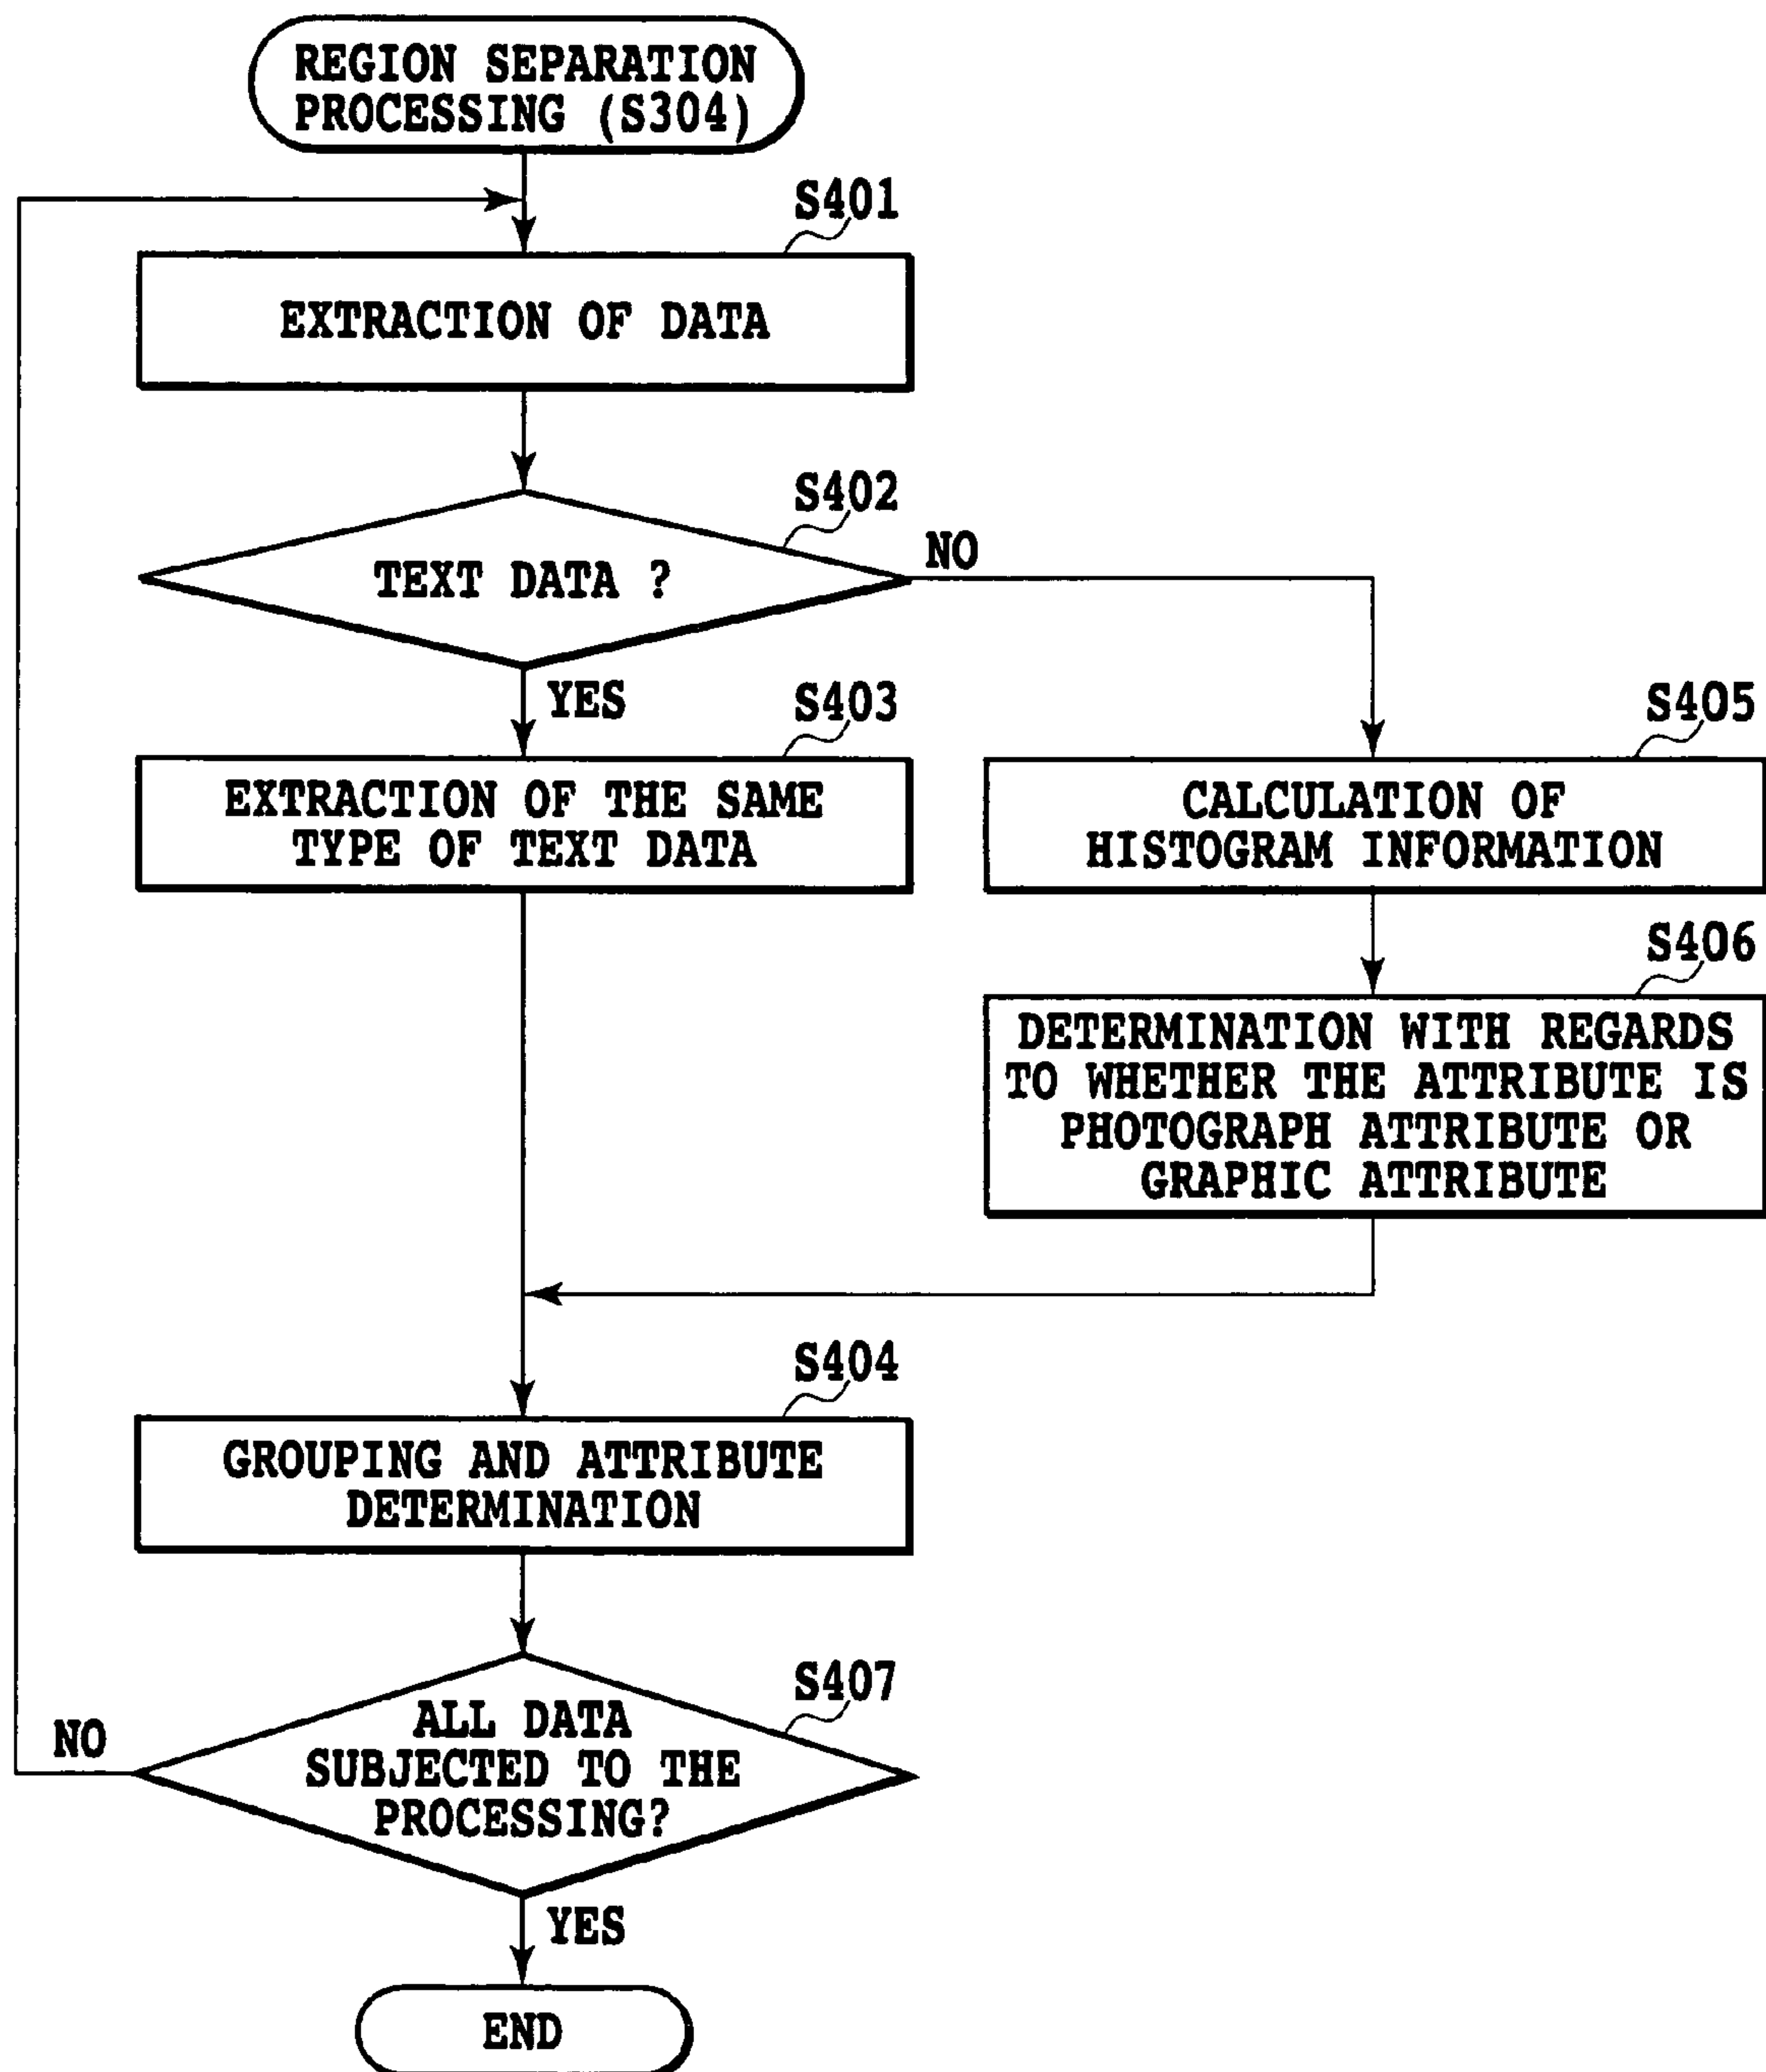 REGION SEPARATION
PROCESSING (S304)
S401
EXTRACTION OF DATA
S402
TEXT DATA ?
NO
YES
S403
EXTRACTION OF THE SAME
TYPE OF TEXT DATA
S405
CALCULATION OF
HISTOGRAM INFORMATION
S406
DETERMINATION WITH REGARDS
TO WHETHER THE ATTRIBUTE IS
PHOTOGRAPH ATTRIBUTE OR
GRAPHIC ATTRIBUTE
S404
GROUPING AND ATTRIBUTE
DETERMINATION
S407
ALL DATA
SUBJECTED TO THE
PROCESSING?
NO
YES
END